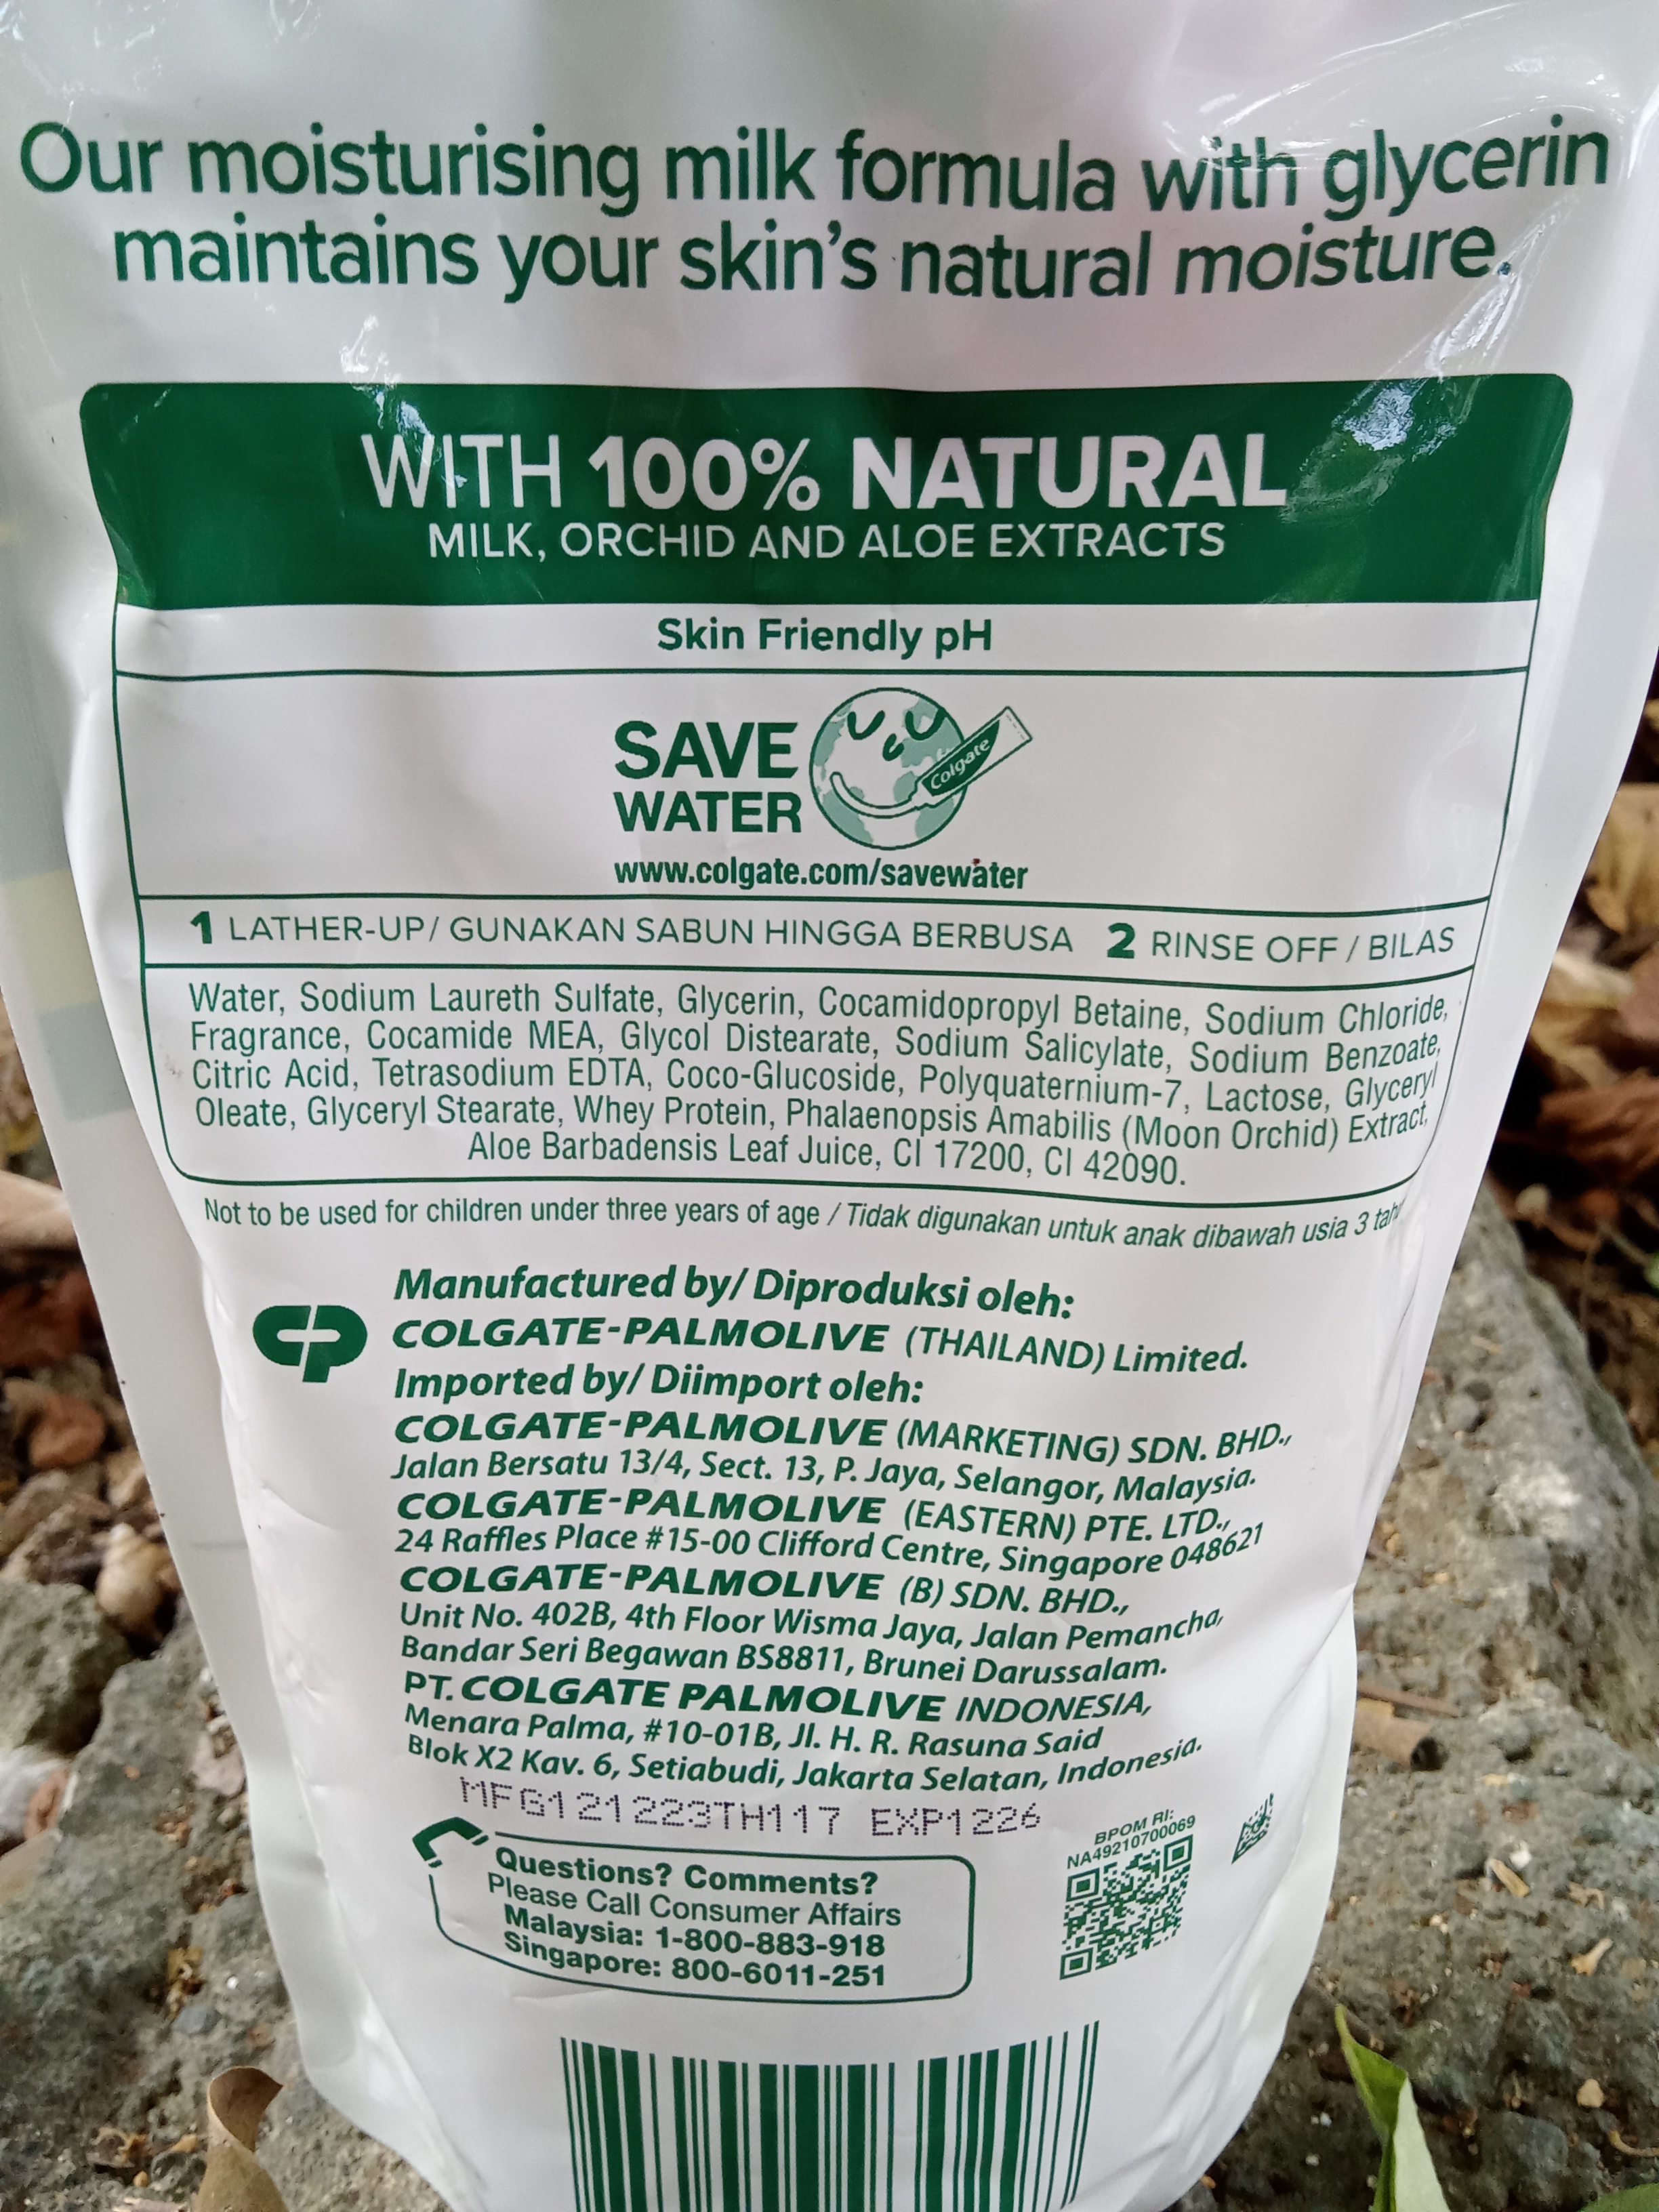 Our moisturising milk formula with glycerin
maintains your skin's natural moisture.
WITH 100% NATURAL
MILK, ORCHID AND ALOE EXTRACTS
Skin Friendly pH
SAVE
WATER
Colgate
www.colgate.com/savewater
1 LATHER-UP/ GUNAKAN SABUN HINGGA BERBUSA 2 RINSE OFF / BILAS
Water, Sodium Laureth Sulfate, Glycerin, Cocamidopropyl Betaine, Sodium Chloride,
Fragrance, Cocamide MEA, Glycol Distearate, Sodium Salicylate, Sodium Benzoate,
Citric Acid, Tetrasodium EDTA, Coco-Glucoside, Polyquaternium-7, Lactose, Glyceryl
Oleate, Glyceryl Stearate, Whey Protein, Phalaenopsis Amabilis (Moon Orchid) Extract,
Aloe Barbadensis Leaf Juice, CI 17200, CI 42090.
Not to be used for children under three years of age / Tidak digunakan untuk anak dibawah usia 3
Manufactured by/ Diproduksi oleh:
CP
COLGATE-PALMOLIVE (THAILAND) Limited.
Imported by/ Diimport oleh:
COLGATE-PALMOLIVE (MARKETING) SDN. BHD.,
Jalan Bersatu 13/4, Sect. 13, P. Jaya, Selangor, Malaysia.
COLGATE-PALMOLIVE (EASTERN) PTE. LTD.,
24 Raffles Place #15-00 Clifford Centre, Singapore 048621
COLGATE-PALMOLIVE (B) SDN. BHD.,
Unit No. 402B, 4th Floor Wisma Jaya, Jalan Pemancha,
Bandar Seri Begawan BS8811, Brunei Darussalam.
PT. COLGATE PALMOLIVE INDONESIA,
Menara Palma, #10-01B, Jl. H. R. Rasuna Said
Blok X2 Kav. 6, Setiabudi, Jakarta Selatan, Indonesia.
MFG121223TH117 EXP1226
BPOM RI:
NA49210700069
Questions? Comments?
Please Call Consumer Affairs
Malaysia: 1-800-883-918
Singapore: 800-6011-251